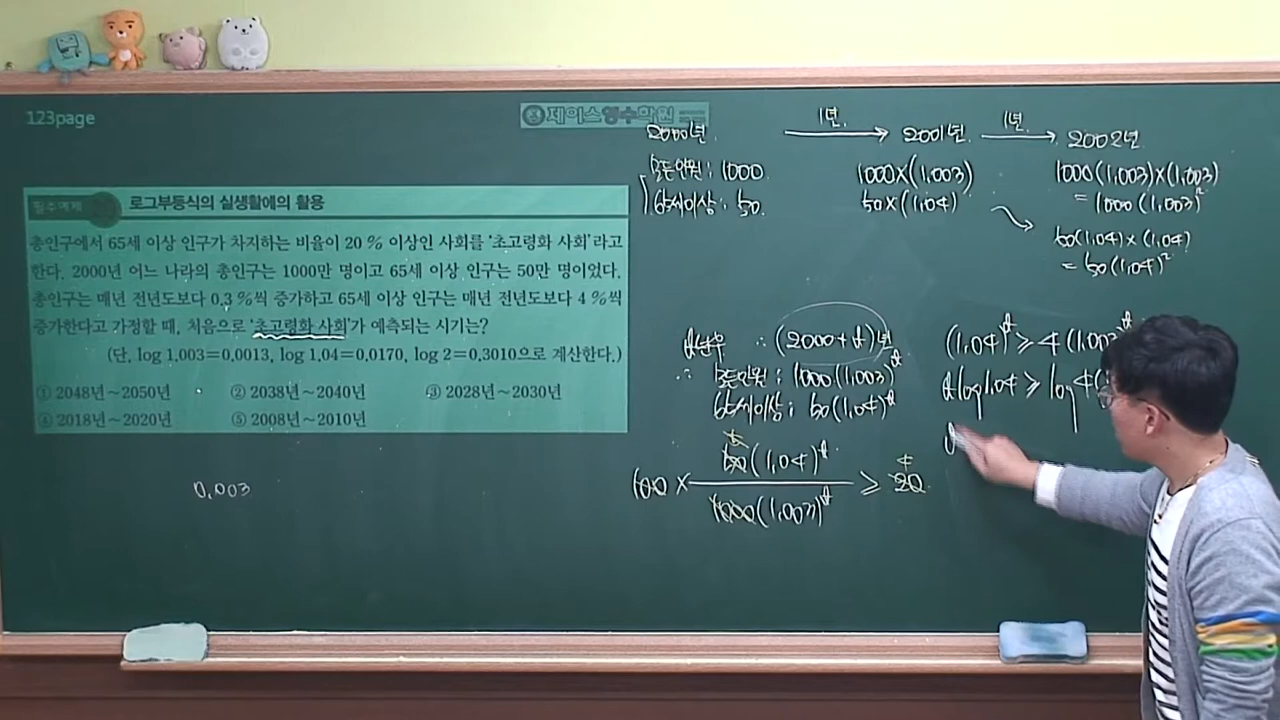 123page
제이스영수학원
필수예제
로그부등식의 실생활에의 활용
총인구에서 65세 이상 인구가 차지하는 비율이 20 % 이상인 사회를 '초고령화 사회'라고
한다. 2000년 어느 나라의 총인구는 1000만 명이고 65세 이상 인구는 50만 명이었다.
총인구는 매년 전년도보다 0.3 %씩 증가하고 65세 이상 인구는 매년 전년도보다 4 %씩
증가한다고 가정할 때, 처음으로 '초고령화 사회'가 예측되는 시기는?
(단, log 1.003=0.0013, log 1.04=0.0170, log 2=0.3010으로 계산한다.)
① 2048년～2050년 ② 2038년～2040년 ③ 2028년～2030년
④ 2018년～2020년 ⑤ 2008년～2010년
0.003
2000년. 1년. 2001년. 1년. 2002년
모든인원 : 1000. 1000×(1.003) 1000(1.003)×(1.003)
65세이상 : 50. 50×(1.04) = 1000(1.003)²
50(1.04)×(1.04)
= 50(1.04)²
년후 ∴ (2000+ )년
∴ 모든인원 : 1000(1.003)
65세이상 : 50(1.04)
100 × 50(1.04) ≥ 20 4
1000(1.003)
(1.04) ≥ 4(1.003)
log1.04 ≥ log4(